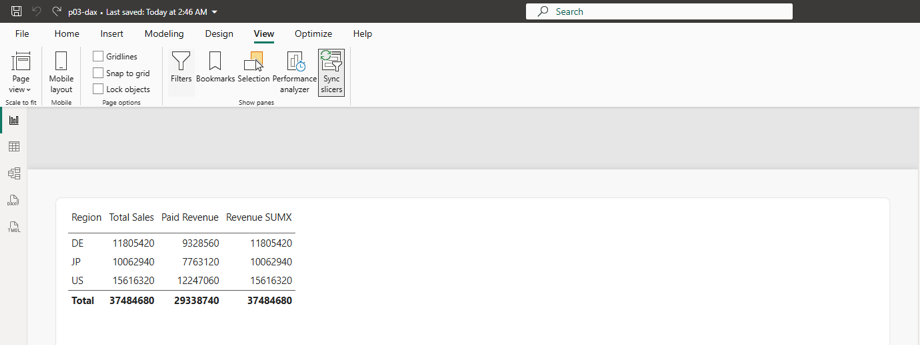 p03-dax • Last saved: Today at 2:46 AM
Search
File Home Insert Modeling Design View Optimize Help
Page view
Scale to fit
Mobile layout
Mobile
Gridlines
Snap to grid
Lock objects
Page options
Filters
Bookmarks
Selection
Performance analyzer
Sync slicers
Show panes
DAX
TMDL
Region Total Sales Paid Revenue Revenue SUMX
DE 11805420 9328560 11805420
JP 10062940 7763120 10062940
US 15616320 12247060 15616320
Total 37484680 29338740 37484680